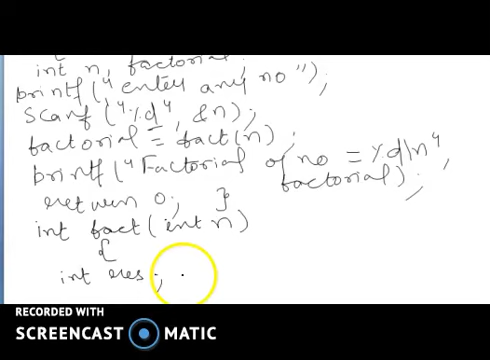 int n, factorial;
printf("enter any no");
scanf("%d", &n);
factorial = fact(n);
printf("Factorial of no = %d\n",
factorial);
return 0; }
int fact(int n)
{
int res;
RECORDED WITH
SCREENCAST MATIC